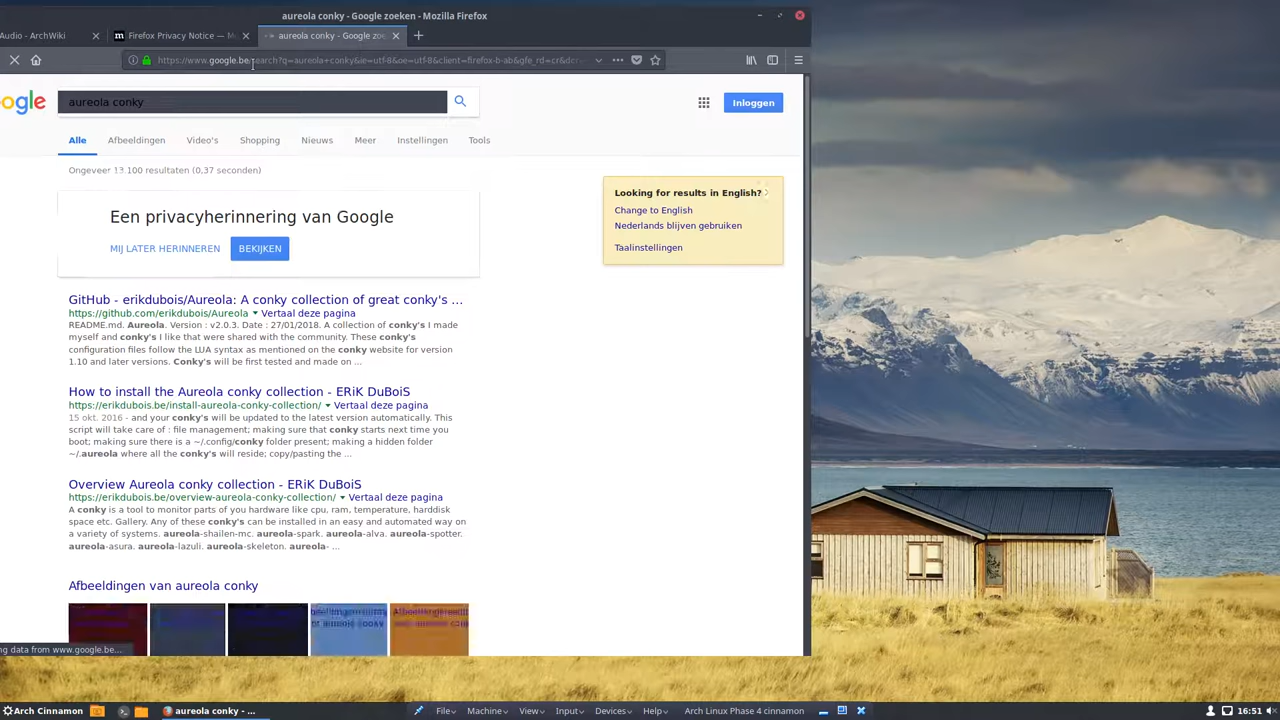 aureola conky - Google zoeken - Mozilla Firefox
Audio - ArchWiki
Firefox Privacy Notice — M
aureola conky - Google zoe
https://www.google.be/search?q=aureola+conky&ie=utf-8&oe=utf-8&client=firefox-b-ab&gfe_rd=cr&dcr=
ogle
aureola conky
Inloggen
Alle Afbeeldingen Video's Shopping Nieuws Meer Instellingen Tools
Ongeveer 13.100 resultaten (0,37 seconden)
Een privacyherinnering van Google
MIJ LATER HERINNEREN BEKIJKEN
Looking for results in English?
Change to English
Nederlands blijven gebruiken
Taalinstellingen
GitHub - erikdubois/Aureola: A conky collection of great conky's ...
https://github.com/erikdubois/Aureola Vertaal deze pagina
README.md. Aureola. Version : v2.0.3. Date : 27/01/2018. A collection of conky's I made
myself and conky's I like that were shared with the community. These conky's
configuration files follow the LUA syntax as mentioned on the conky website for version
1.10 and later versions. Conky's will be first tested and made on ...
How to install the Aureola conky collection - ERiK DuBoiS
https://erikdubois.be/install-aureola-conky-collection/ Vertaal deze pagina
15 okt. 2016 - and your conky's will be updated to the latest version automatically. This
script will take care of : file management; making sure that conky starts next time you
boot; making sure there is a ~/.config/conky folder present; making a hidden folder
~/.aureola where all the conky's will reside; copy/pasting the ...
Overview Aureola conky collection - ERiK DuBoiS
https://erikdubois.be/overview-aureola-conky-collection/ Vertaal deze pagina
A conky is a tool to monitor parts of you hardware like cpu, ram, temperature, harddisk
space etc. Gallery. Any of these conky's can be installed in an easy and automated way on
a variety of systems. aureola-shailen-mc. aureola-spark. aureola-alva. aureola-spotter.
aureola-asura. aureola-lazuli. aureola-skeleton. aureola- ...
Afbeeldingen van aureola conky
ng data from www.google.be...
Arch Cinnamon
aureola conky - ...
File Machine View Input Devices Help Arch Linux Phase 4 cinnamon
16:51